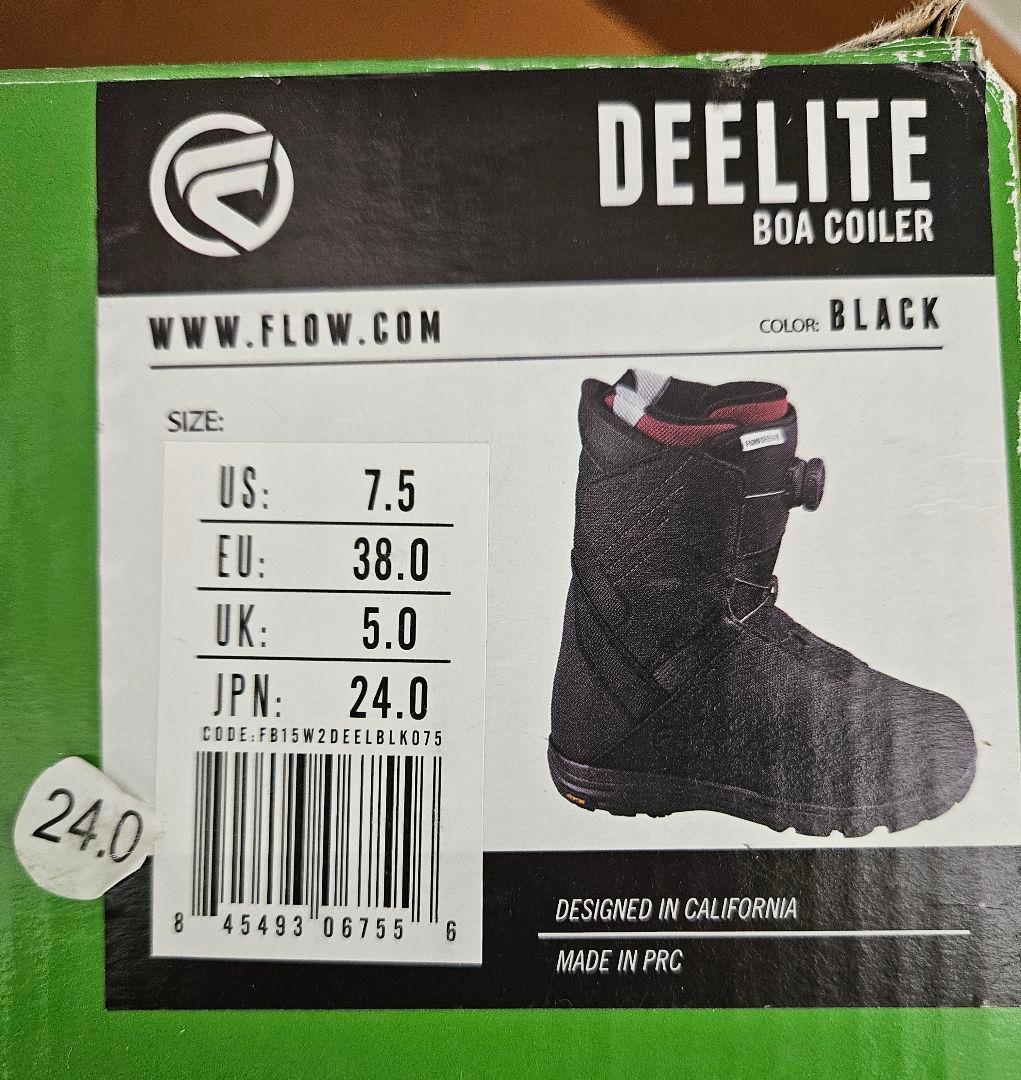 DEELITE
BOA COILER
WWW.FLOW.COM
COLOR: BLACK
SIZE:
US: 7.5
EU: 38.0
UK: 5.0
JPN: 24.0
CODE:FB15W2DEELBLK075
8 45493 06755 6
24.0
DESIGNED IN CALIFORNIA
MADE IN PRC